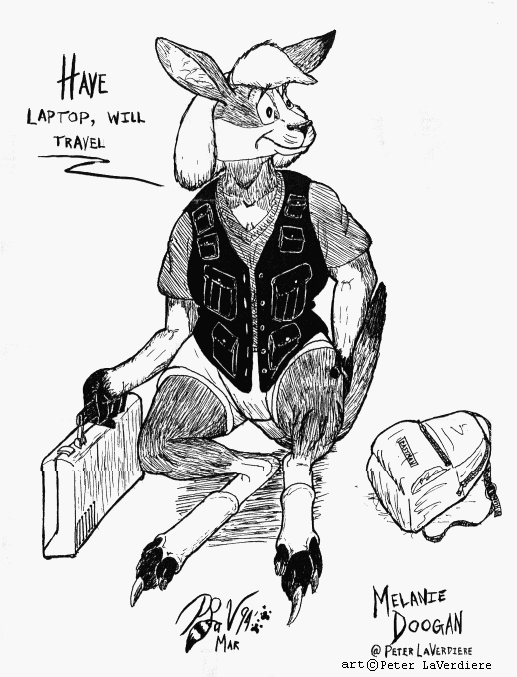 HAVE
LAPTOP, WILL
TRAVEL
MAR
MELANIE
DOOGAN
@ PETER LAVERDIERE
art©Peter LaVerdiere